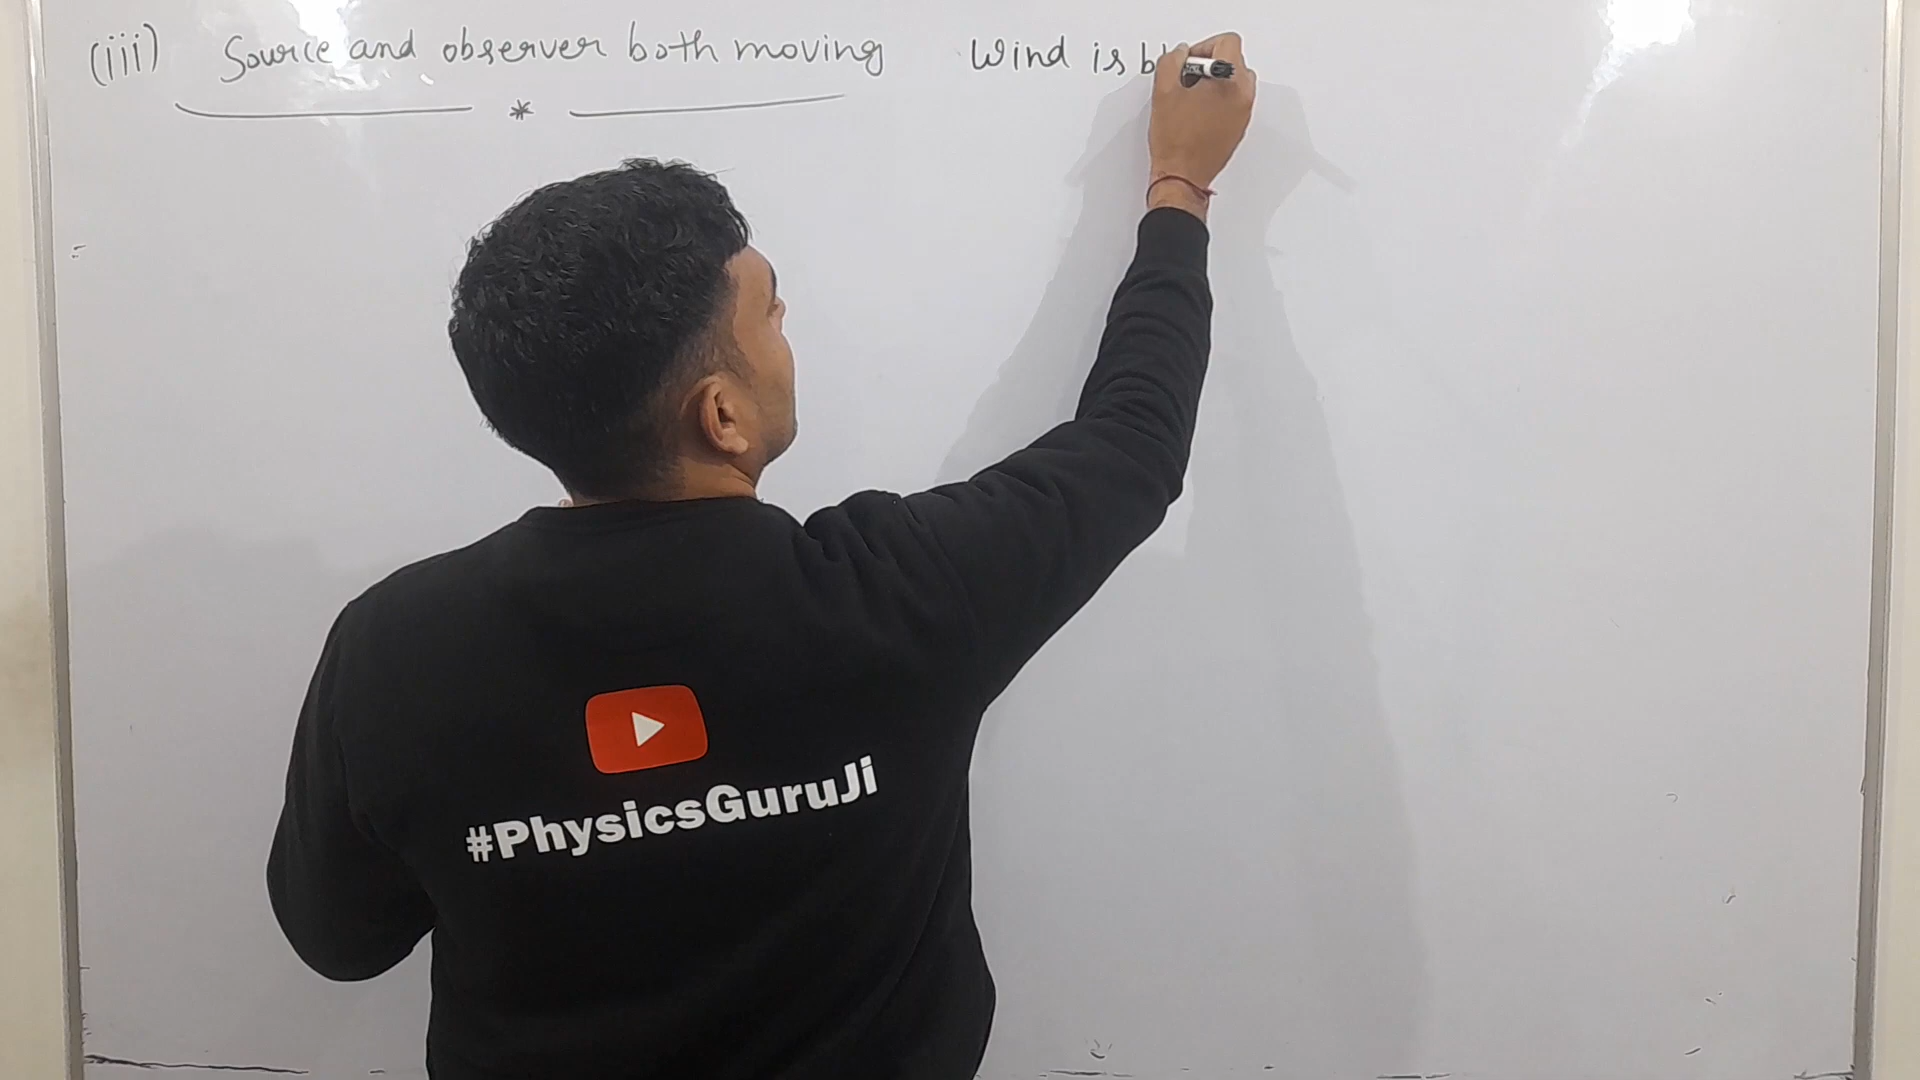 (iii) Source and observer both moving Wind is
*
#PhysicsGuruJi